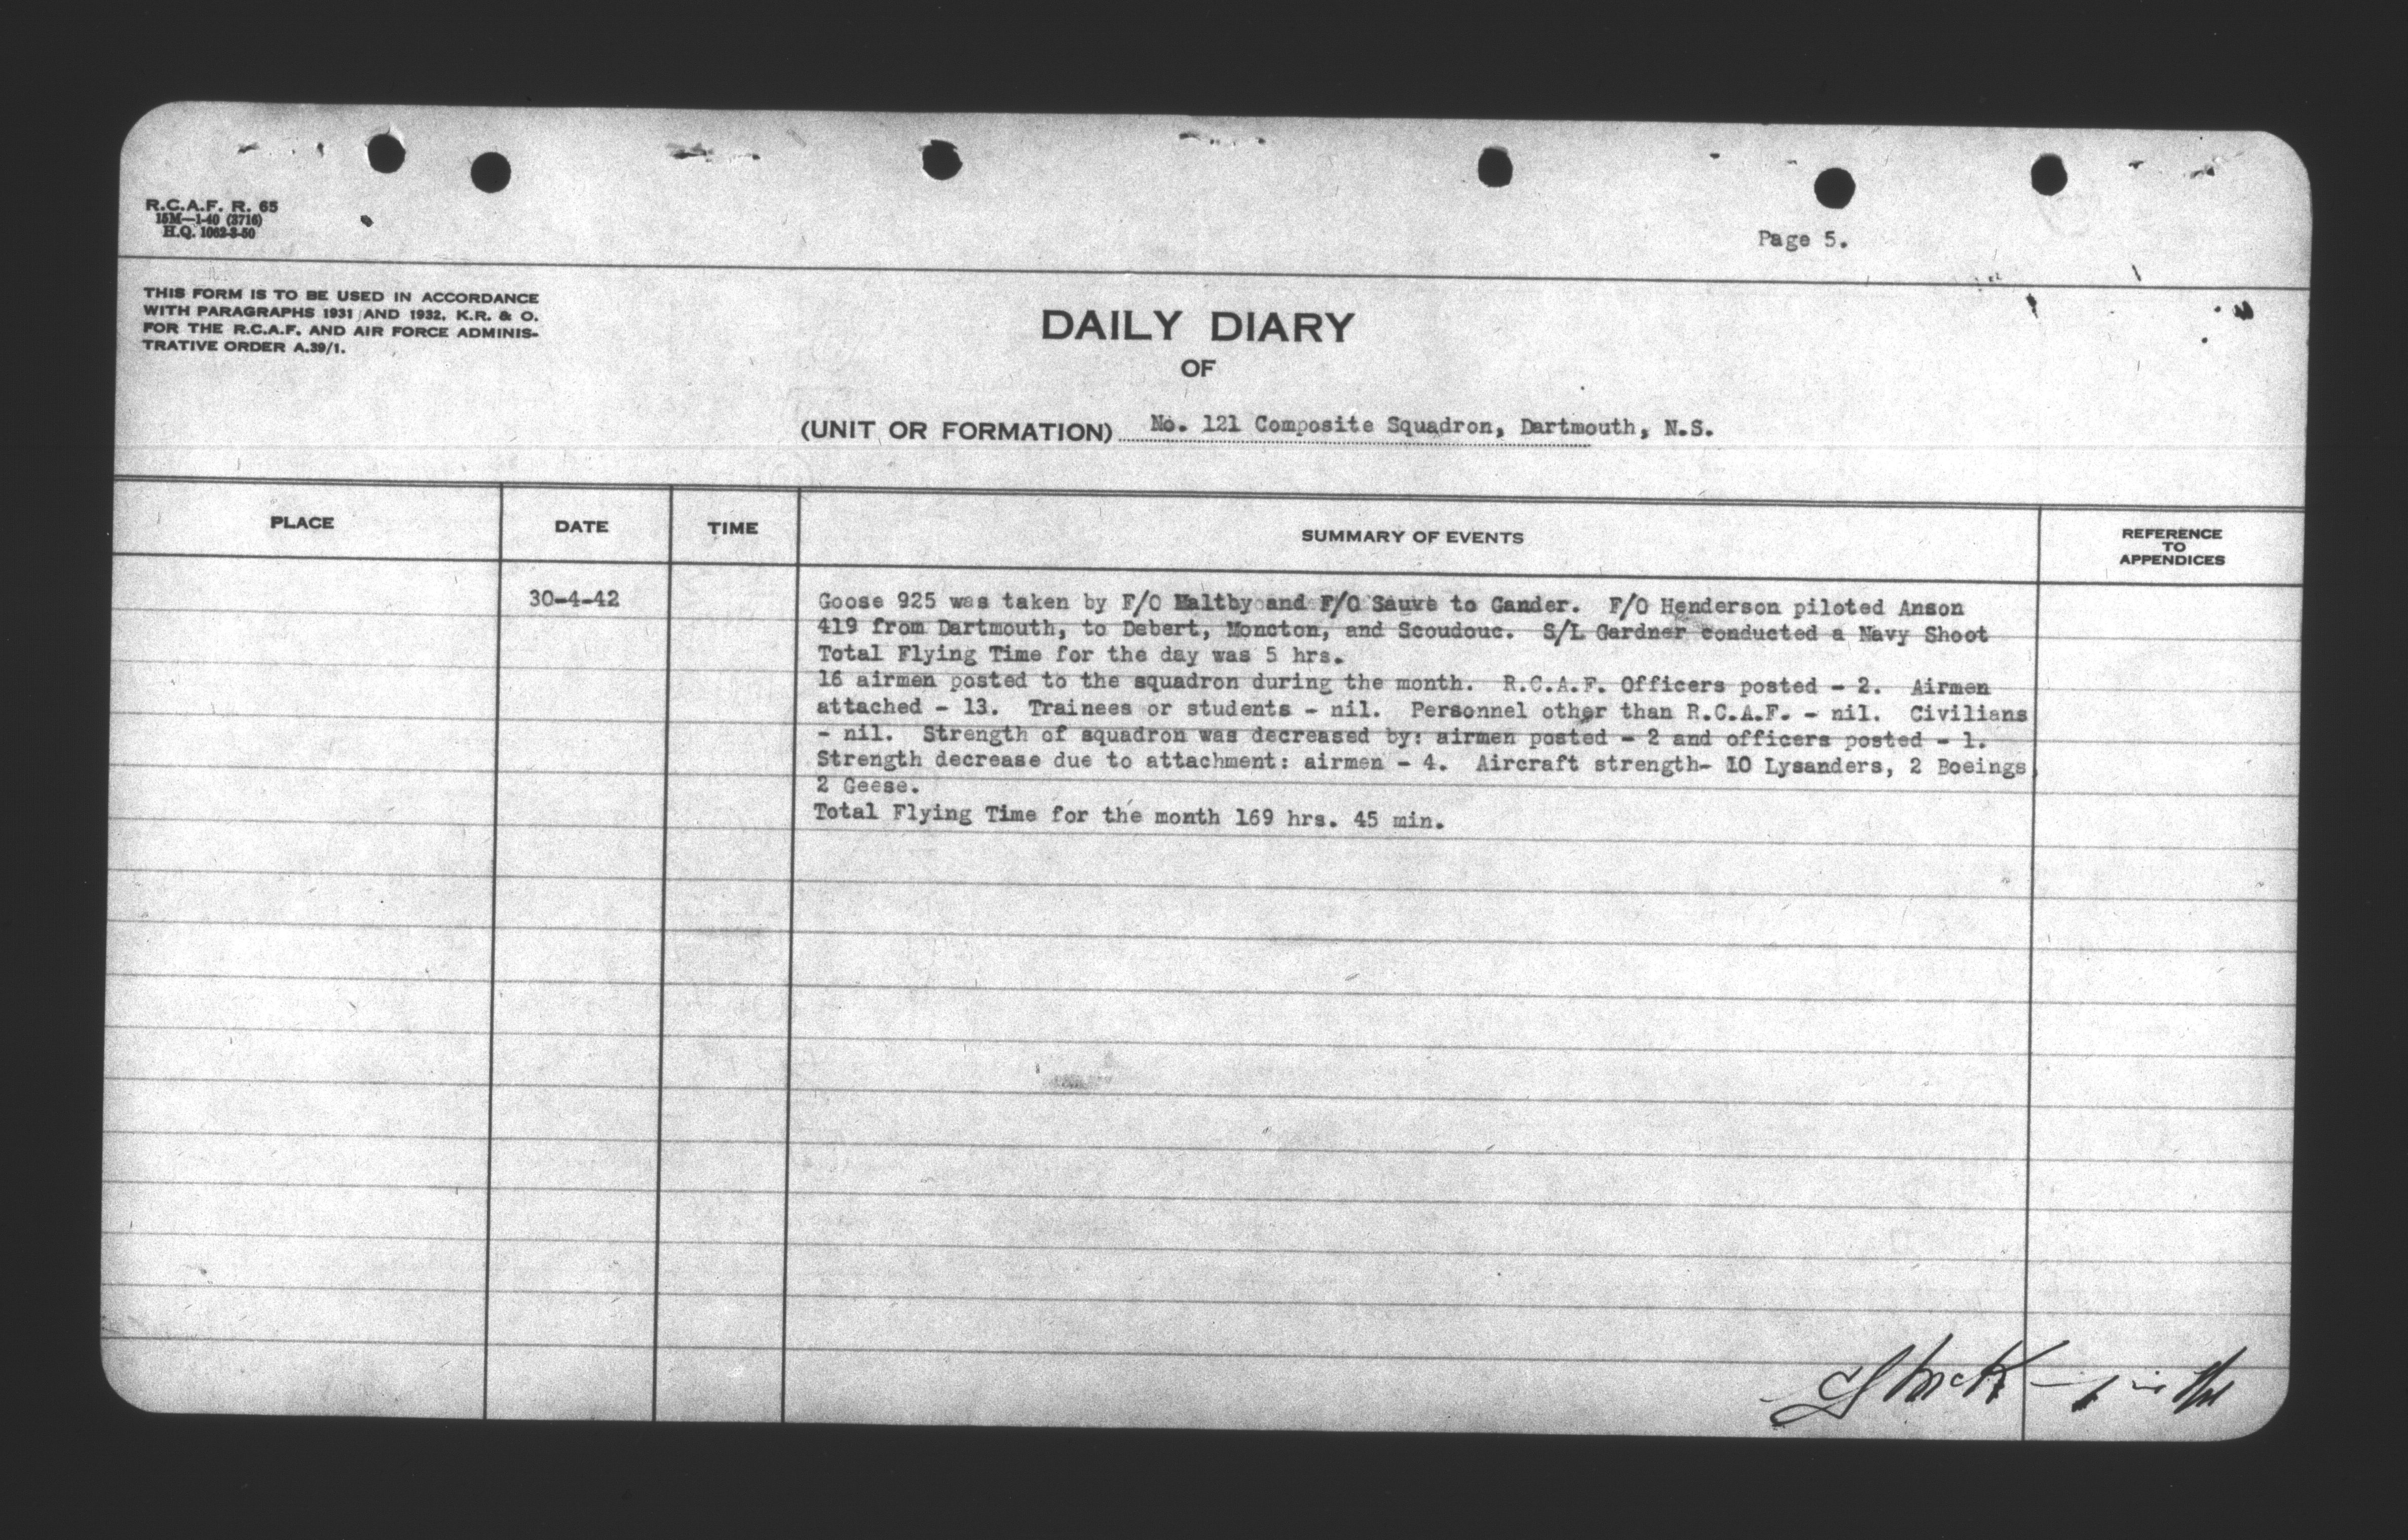 R.C.A.F. R. 65
15M—1-40 (3716)
H.Q. 1062-3-50
Page 5.
THIS FORM IS TO BE USED IN ACCORDANCE
WITH PARAGRAPHS 1931 AND 1932, K.R. & O.
FOR THE R.C.A.F. AND AIR FORCE ADMINIS-
TRATIVE ORDER A.39/1.
DAILY DIARY
OF
(UNIT OR FORMATION) No. 121 Composite Squadron, Dartmouth, N.S.
PLACE DATE TIME SUMMARY OF EVENTS REFERENCE TO APPENDICES
30-4-42 Goose 925 was taken by F/O Maltby and F/O Sauve to Gander. F/O Henderson piloted Anson
419 from Dartmouth, to Debert, Moncton, and Scoudouc. S/L Gardner conducted a Navy Shoot
Total Flying Time for the day was 5 hrs.
16 airmen posted to the squadron during the month. R.C.A.F. Officers posted - 2. Airmen
attached - 13. Trainees or students - nil. Personnel other than R.C.A.F. - nil. Civilians
- nil. Strength of squadron was decreased by: airmen posted - 2 and officers posted - 1.
Strength decrease due to attachment: airmen - 4. Aircraft strength- 10 Lysanders, 2 Boeings,
2 Geese.
Total Flying Time for the month 169 hrs. 45 min.